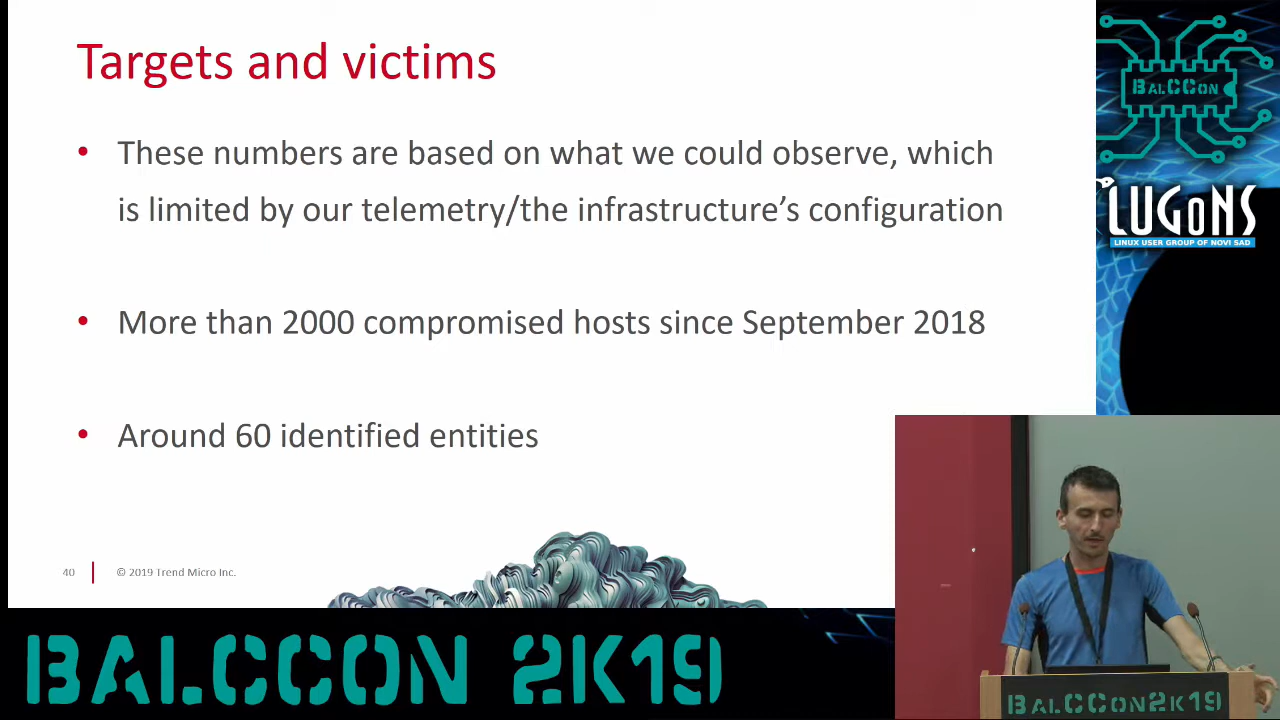 Targets and victims
• These numbers are based on what we could observe, which
is limited by our telemetry/the infrastructure's configuration
• More than 2000 compromised hosts since September 2018
• Around 60 identified entities
40
© 2019 Trend Micro Inc.
BALCCON
LUGONS
LINUX USER GROUP OF NOVI SAD
BALCCON 2K19
BALCCON2K19